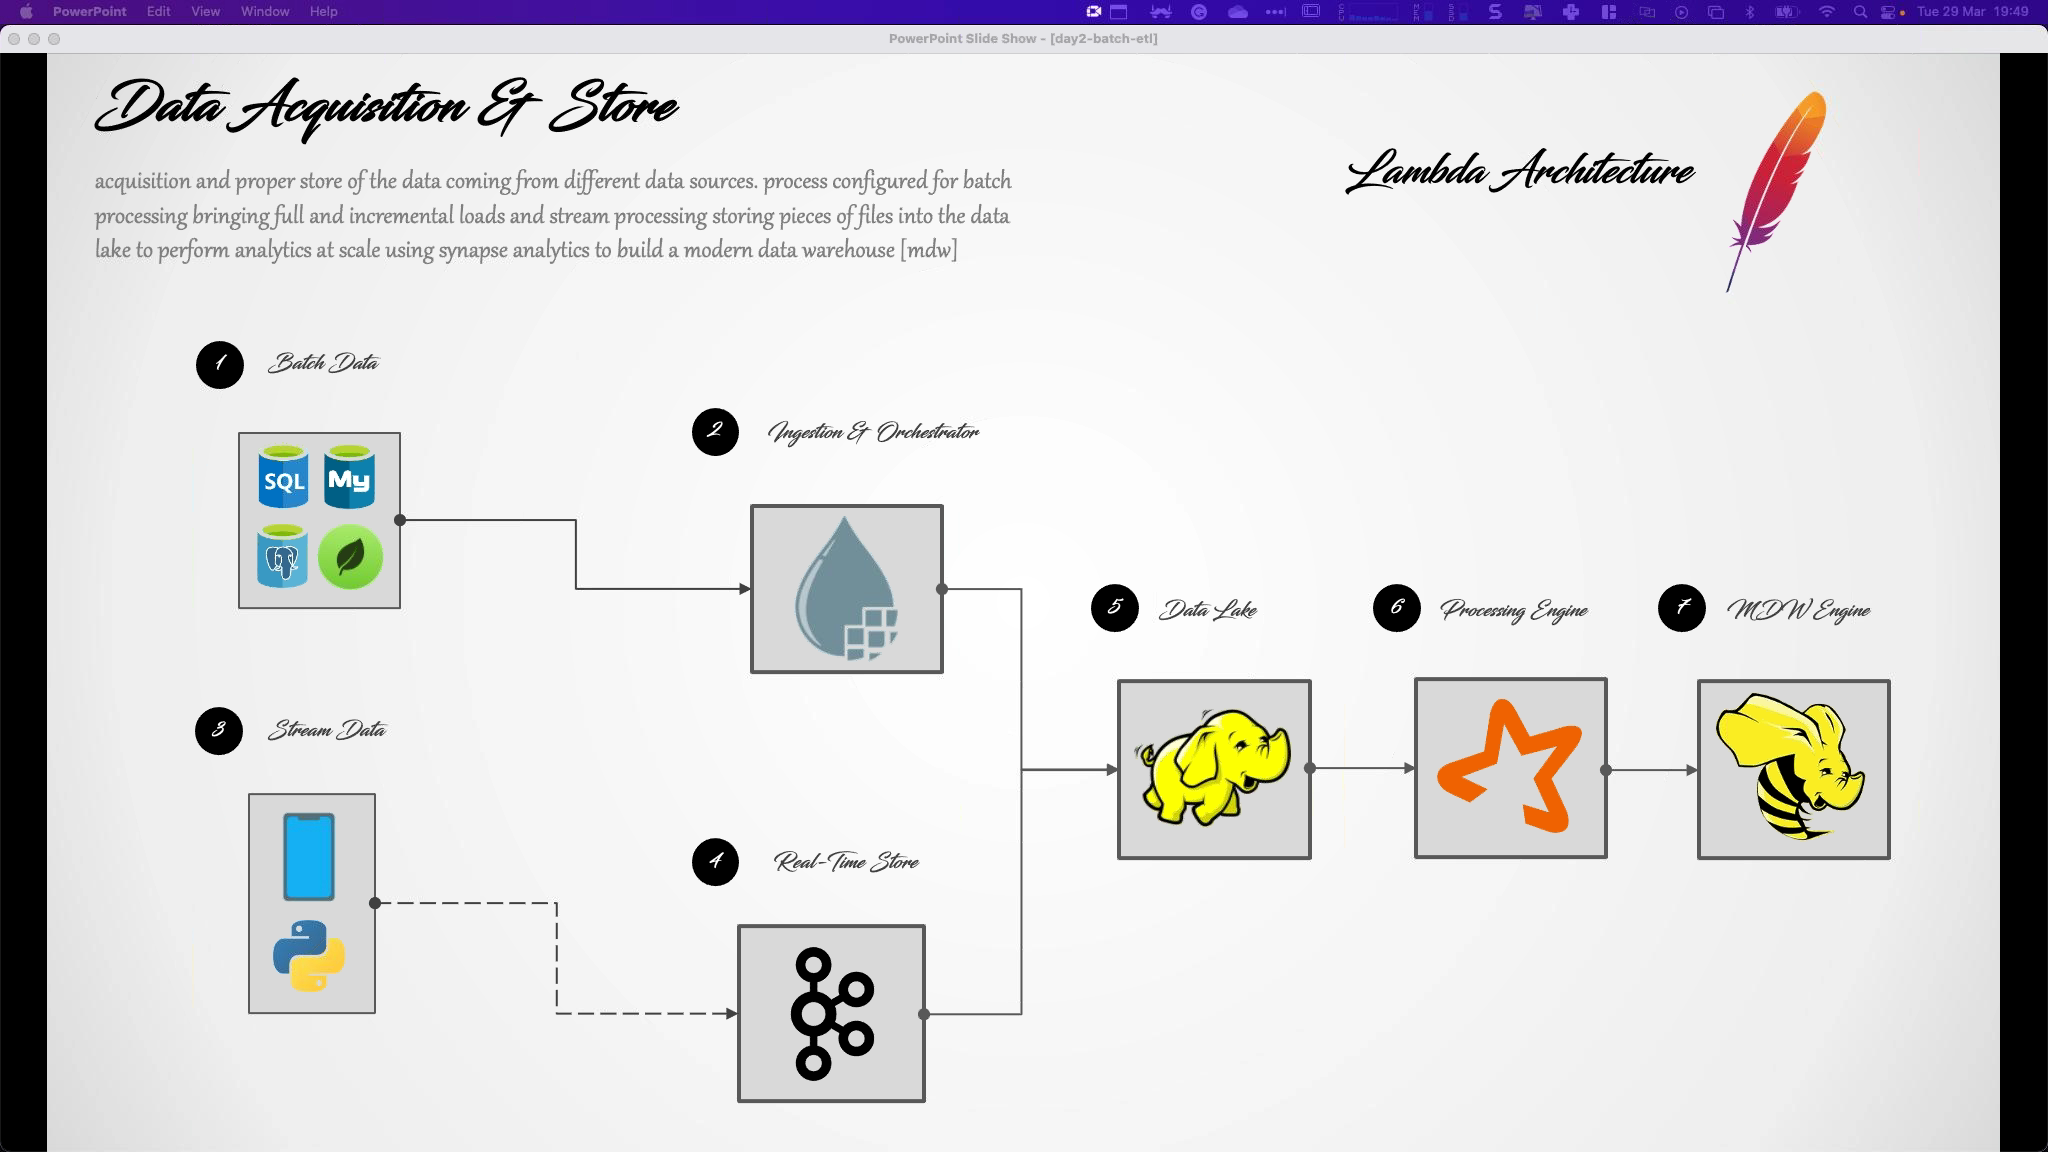 PowerPoint Edit View Window Help
Tue 29 Mar 19:49
PowerPoint Slide Show - [day2-batch-etl]
Data Acquisition & Store
Lambda Architecture
acquisition and proper store of the data coming from different data sources. process configured for batch
processing bringing full and incremental loads and stream processing storing pieces of files into the data
lake to perform analytics at scale using synapse analytics to build a modern data warehouse [mdw]
1 Batch Data
SQL My
2 Ingestion & Orchestrator
3 Stream Data
4 Real-Time Store
5 Data Lake
6 Processing Engine
7 MDW Engine